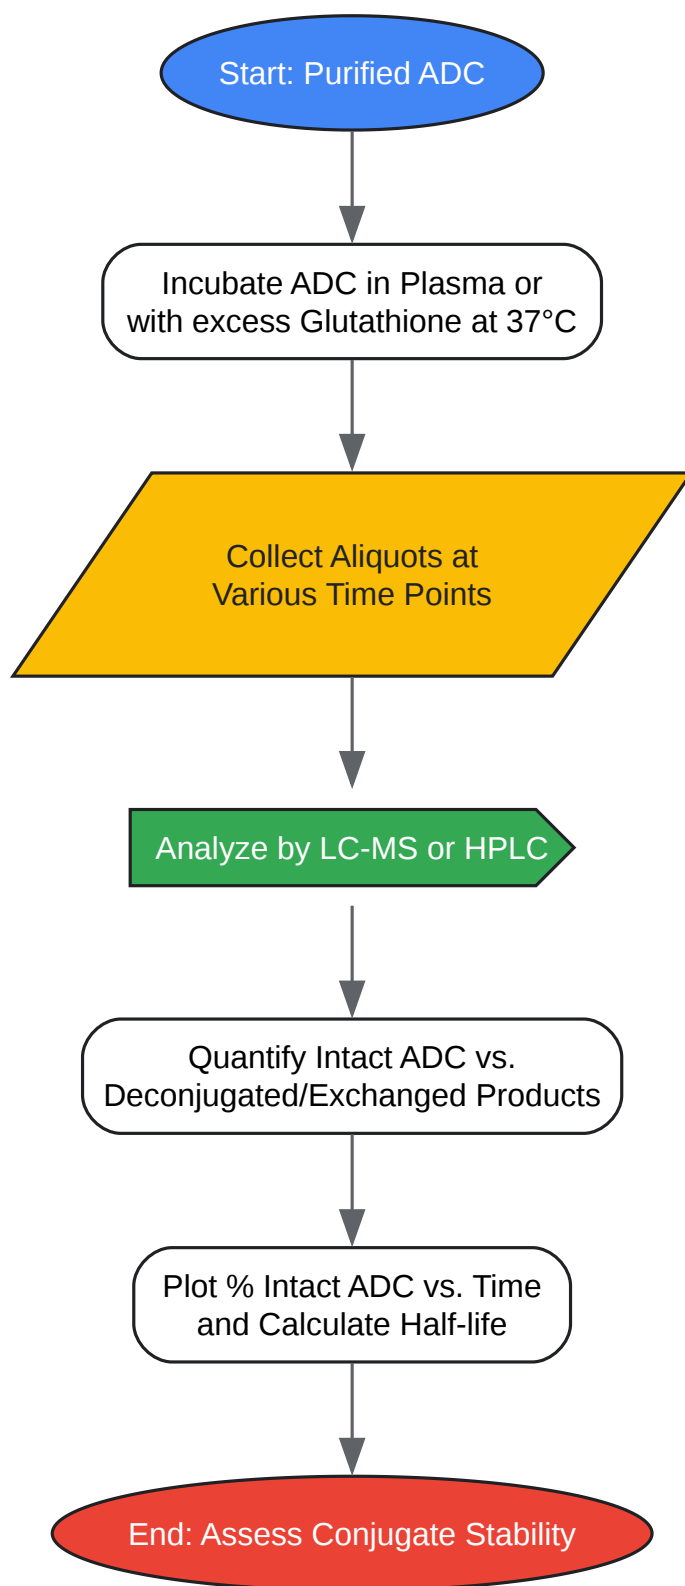 Start: Purified ADC
Incubate ADC in Plasma or
with excess Glutathione at 37°C
Collect Aliquots at
Various Time Points
Analyze by LC-MS or HPLC
Quantify Intact ADC vs.
Deconjugated/Exchanged Products
Plot % Intact ADC vs. Time
and Calculate Half-life
End: Assess Conjugate Stability